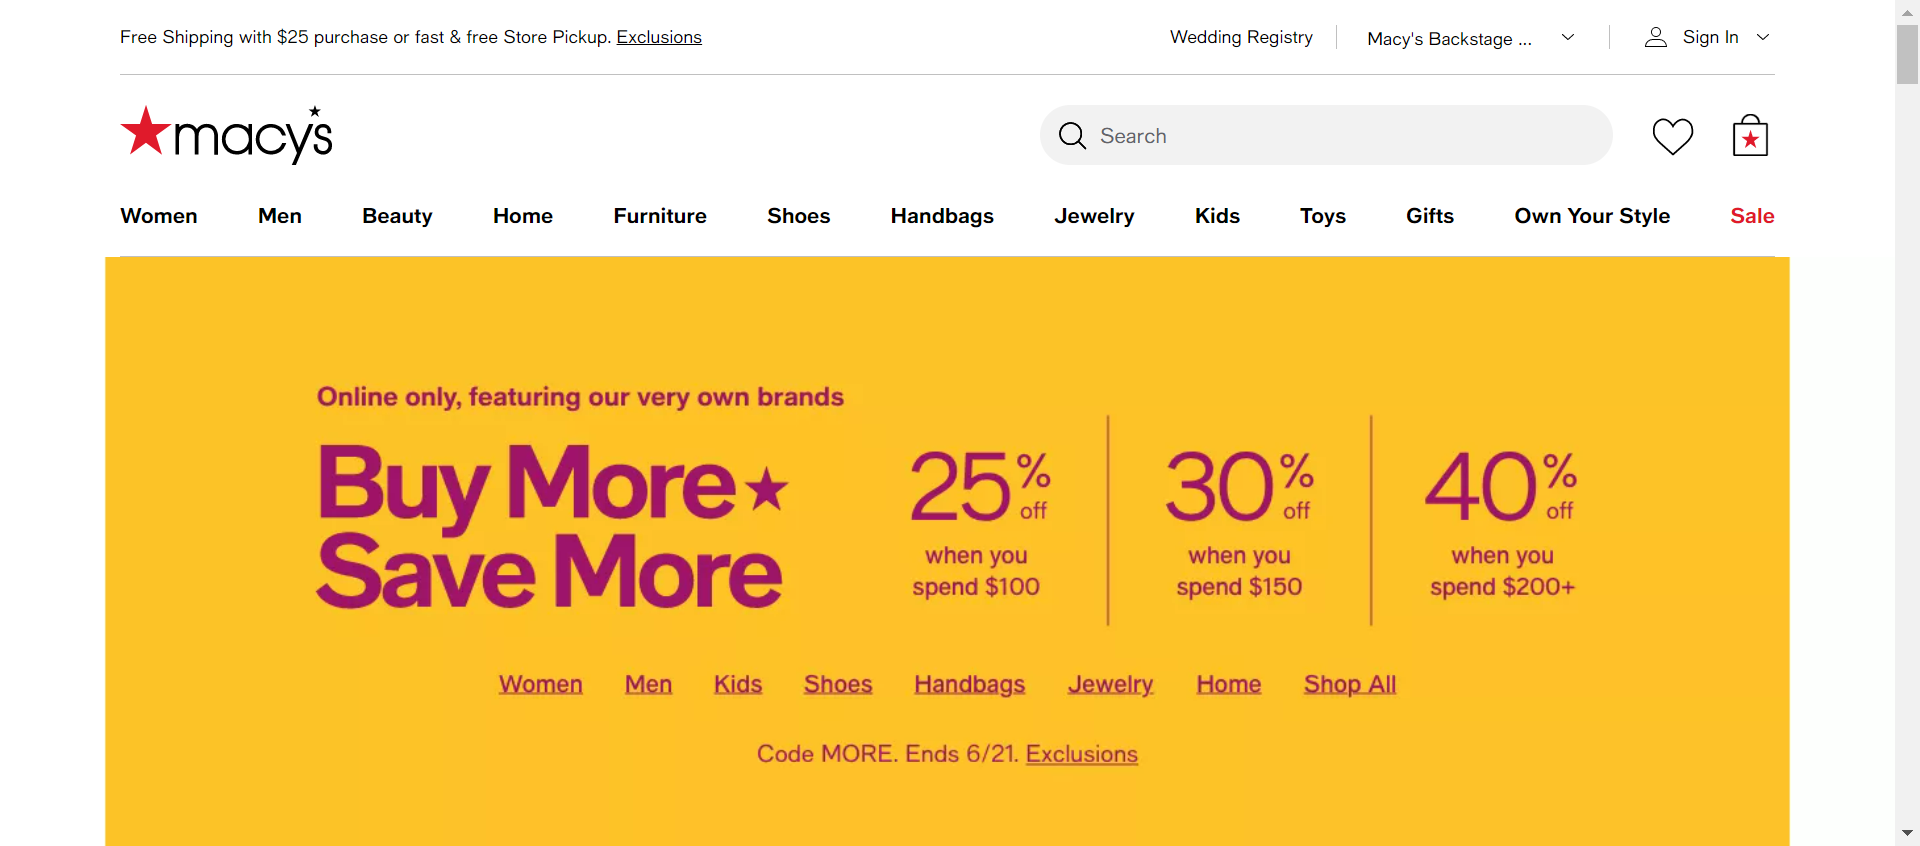 Free Shipping with $25 purchase or fast & free Store Pickup. Exclusions
Wedding Registry
Macy's Backstage ...
Sign In
macy's
Search
Women Men Beauty Home Furniture Shoes Handbags Jewelry Kids Toys Gifts Own Your Style Sale
Online only, featuring our very own brands
Buy More
Save More
25% off
when you
spend $100
30% off
when you
spend $150
40% off
when you
spend $200+
Women Men Kids Shoes Handbags Jewelry Home Shop All
Code MORE. Ends 6/21. Exclusions